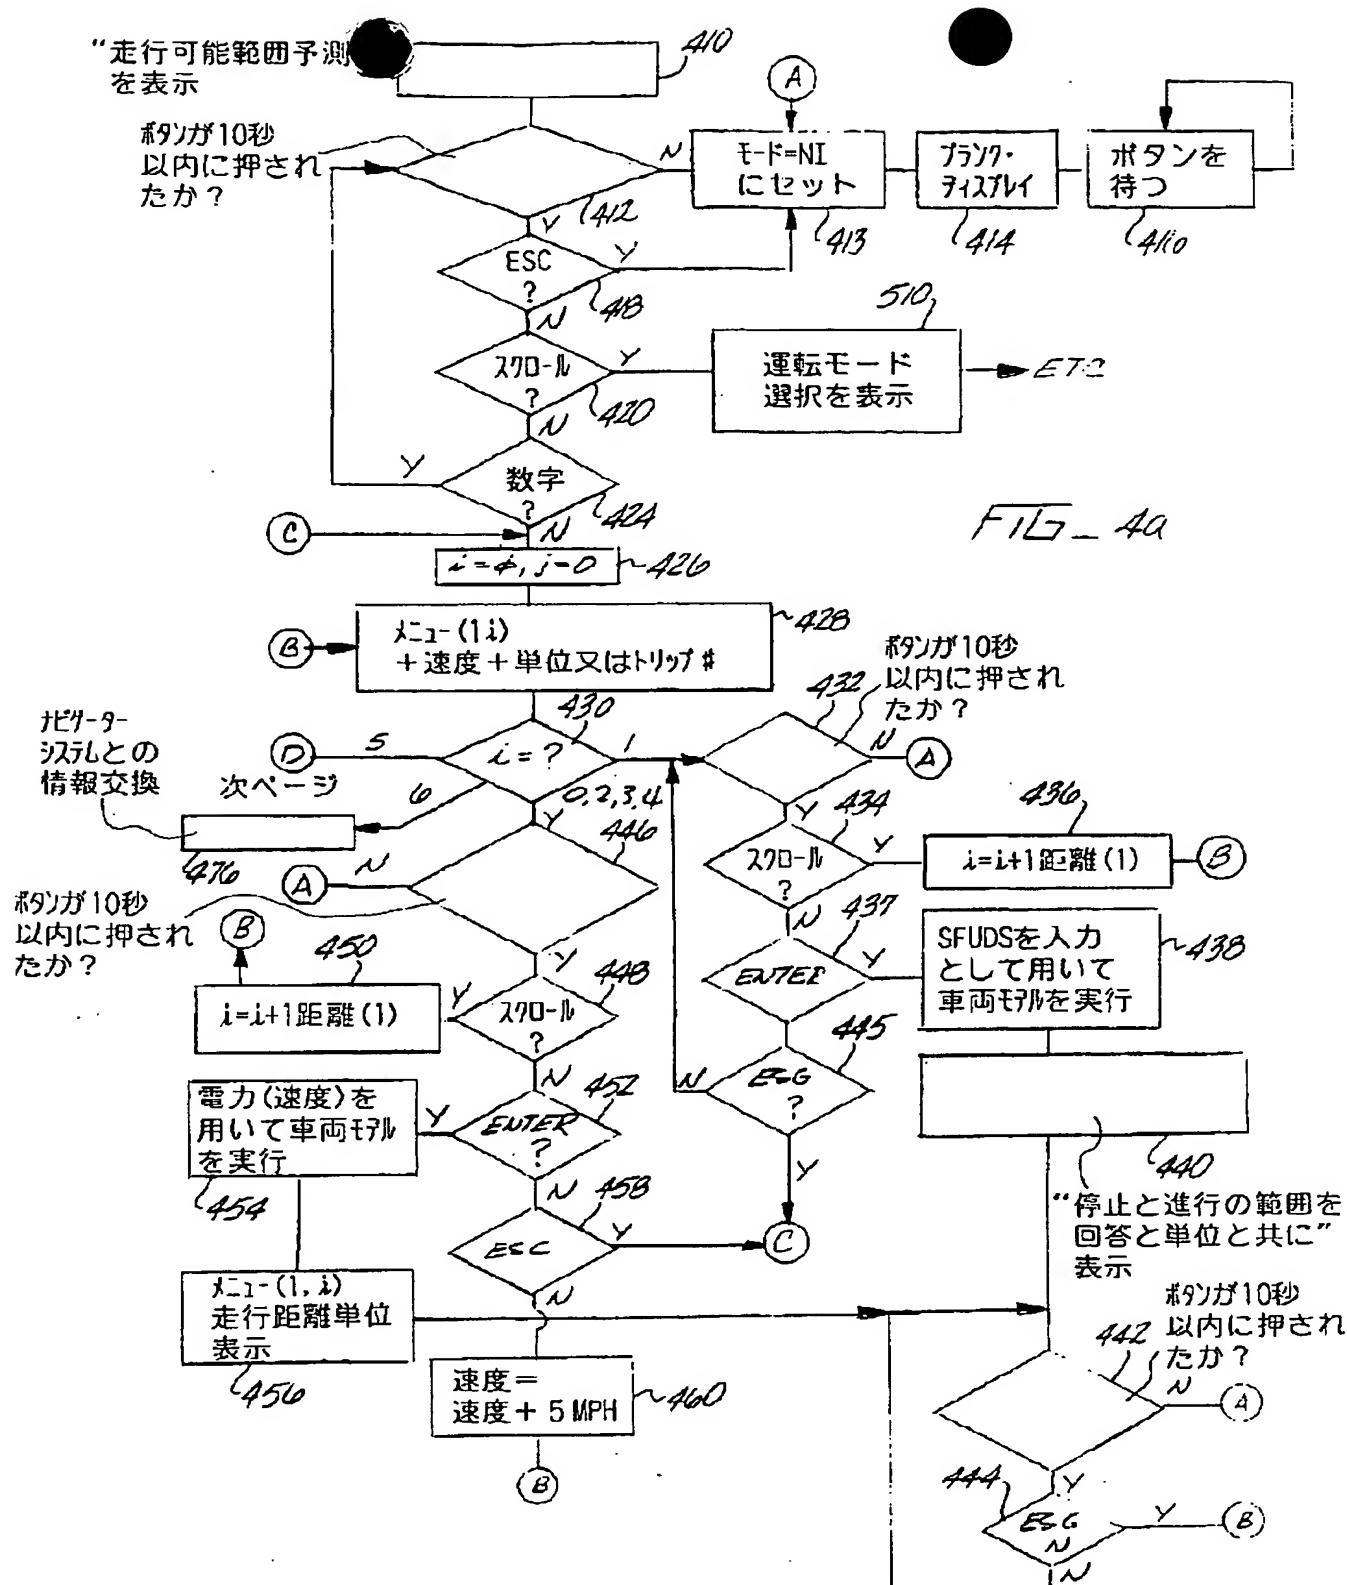 “走行可能範囲予測
を表示
410
A
ボタンが10秒
以内に押され
たか？
N
412
Y
モード=NI
にセット
413
ブランク・
ディスプレイ
414
ボタンを
待つ
416
ESC
?
Y
418
N
510
スクロール
?
Y
420
N
運転モード
選択を表示
ETC
数字
?
Y
424
N
C
FIG_ 4a
i=φ, j=0
426
B
メニュー(1i)
+速度+単位又はトリップ#
428
ボタンが10秒
以内に押され
たか？
432
N
A
ナビゲーター
システムとの
情報交換
次ページ
D
5
430
i=?
1
6
0,2,3,4
476
Y
446
N
A
ボタンが10秒
以内に押され
たか？
Y
434
スクロール
?
Y
N
436
i=i+1距離(1)
B
437
ENTER
Y
SFUDSを入力
として用いて
車両モデルを実行
438
B
450
i=i+1距離(1)
Y
Y
448
スクロール
?
N
445
ESC
?
N
Y
C
440
“停止と進行の範囲を
回答と単位と共に”
表示
電力(速度)を
用いて車両モデル
を実行
454
Y
452
ENTER
?
N
458
ESC
Y
N
メニュー(1,i)
走行距離単位
表示
456
速度=
速度+5MPH
460
B
ボタンが10秒
以内に押され
たか？
442
N
A
Y
444
ESC
N
Y
B
N